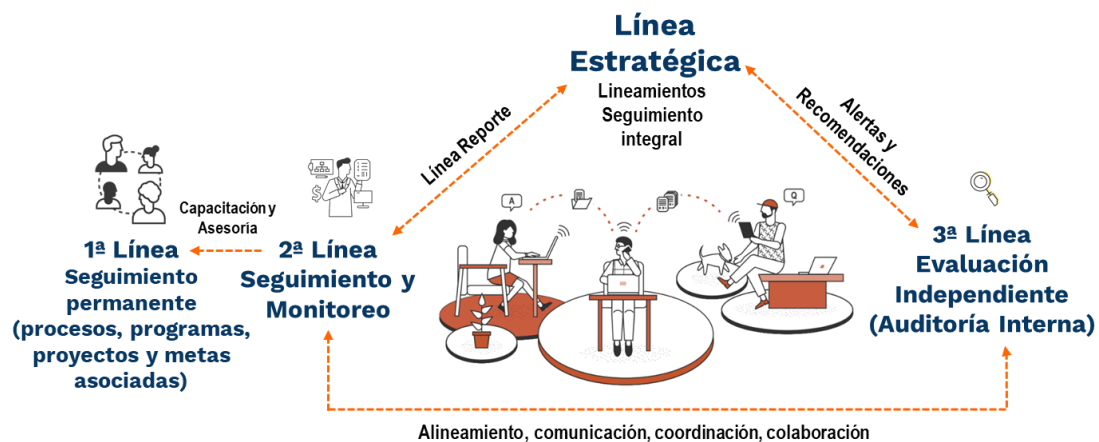 Línea
Estratégica
Lineamientos
Seguimiento
integral
Línea Reporte
Alertas y
Recomendaciones
Capacitación y
Asesoría
1ª Línea
Seguimiento
permanente
(procesos, programas,
proyectos y metas
asociadas)
2ª Línea
Seguimiento y
Monitoreo
A
Q
3ª Línea
Evaluación
Independiente
(Auditoría Interna)
Alineamiento, comunicación, coordinación, colaboración